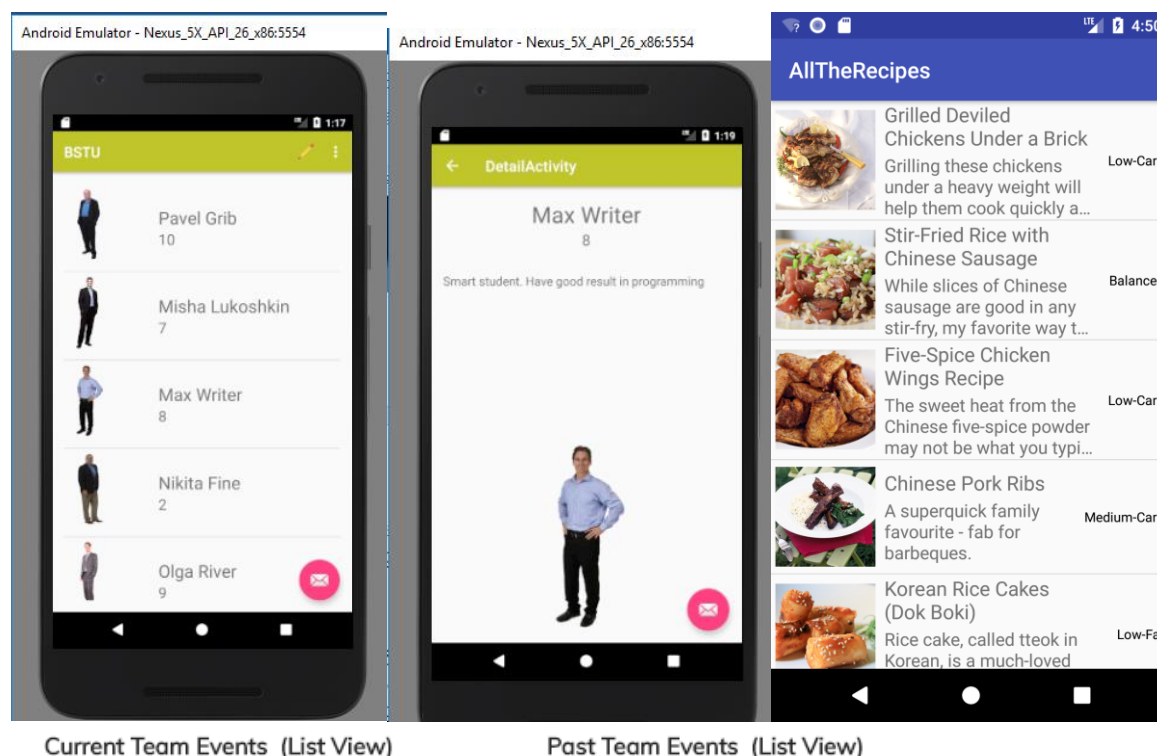 Android Emulator - Nexus_5X_API_26_x86:5554
1:17
BSTU
Pavel Grib
10
Misha Lukoshkin
7
Max Writer
8
Nikita Fine
2
Olga River
9
Android Emulator - Nexus_5X_API_26_x86:5554
1:19
DetailActivity
Max Writer
8
Smart student. Have good result in programming
LTE 4:50
AllTheRecipes
Grilled Deviled
Chickens Under a Brick
Grilling these chickens
under a heavy weight will
help them cook quickly a...
Low-Car
Stir-Fried Rice with
Chinese Sausage
While slices of Chinese
sausage are good in any
stir-fry, my favorite way t...
Balance
Five-Spice Chicken
Wings Recipe
The sweet heat from the
Chinese five-spice powder
may not be what you typi...
Low-Car
Chinese Pork Ribs
A superquick family
favourite - fab for
barbeques.
Medium-Car
Korean Rice Cakes
(Dok Boki)
Rice cake, called tteok in
Korean, is a much-loved
Low-Fa
Current Team Events (List View)
Past Team Events (List View)